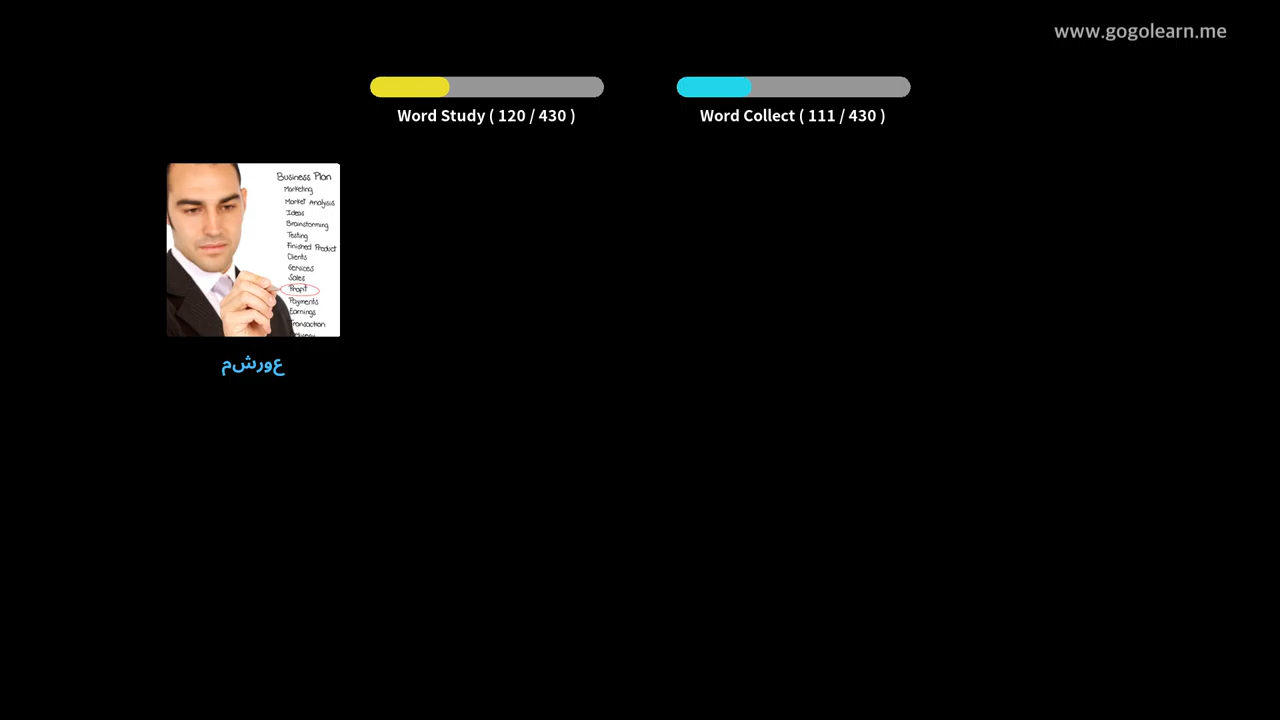 www.gogolearn.me
Word Study ( 120 / 430 )
Word Collect ( 111 / 430 )
Business Plan
Marketing
Market Analysis
Ideas
Brainstorming
Testing
Finished Product
Clients
Services
Sales
Profit
Payments
Earnings
Transaction
Delivery
عورشم